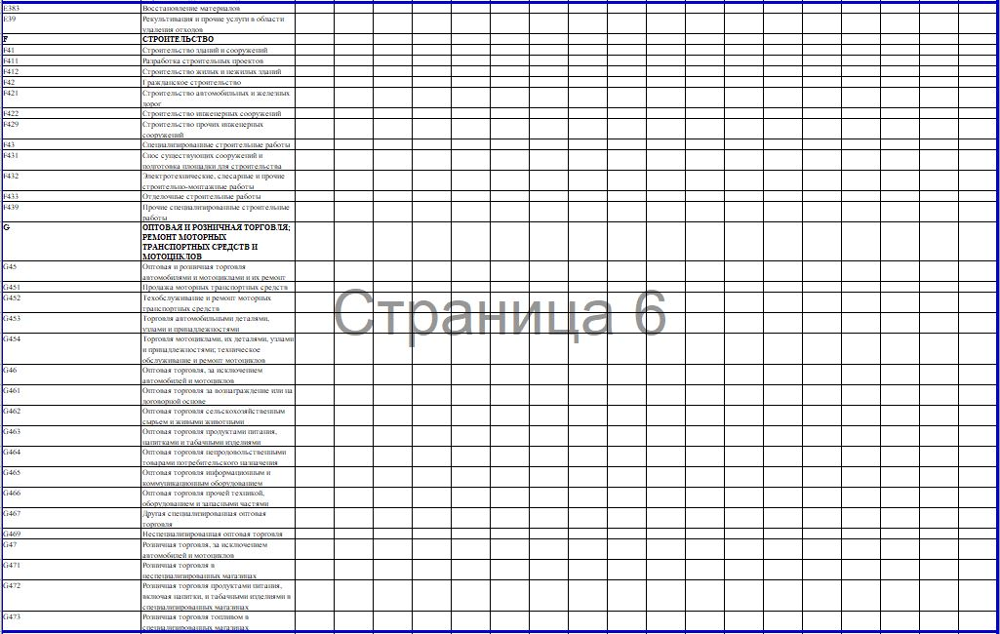 E383 Восстановление материалов
E39 Рекультивация и прочие услуги в области
удаления отходов
F СТРОИТЕЛЬСТВО
F41 Строительство зданий и сооружений
F411 Разработка строительных проектов
F412 Строительство жилых и нежилых зданий
F42 Гражданское строительство
F421 Строительство автомобильных и железных
дорог
F422 Строительство инженерных сооружений
F429 Строительство прочих инженерных
сооружений
F43 Специализированные строительные работы
F431 Снос существующих сооружений и
подготовка площадки для строительства
F432 Электротехнические, слесарные и прочие
строительно-монтажные работы
F433 Отделочные строительные работы
F439 Прочие специализированные строительные
работы
G ОПТОВАЯ И РОЗНИЧНАЯ ТОРГОВЛЯ;
РЕМОНТ МОТОРНЫХ
ТРАНСПОРТНЫХ СРЕДСТВ И
МОТОЦИКЛОВ
G45 Оптовая и розничная торговля
автомобилями и мотоциклами и их ремонт
G451 Продажа моторных транспортных средств
G452 Техобслуживание и ремонт моторных
транспортных средств
G453 Торговля автомобильными деталями,
узлами и принадлежностями
G454 Торговля мотоциклами, их деталями, узлами
и принадлежностями; техническое
обслуживание и ремонт мотоциклов
G46 Оптовая торговля, за исключением
автомобилей и мотоциклов
G461 Оптовая торговля за вознаграждение или на
договорной основе
G462 Оптовая торговля сельскохозяйственным
сырьем и живыми животными
G463 Оптовая торговля продуктами питания,
напитками и табачными изделиями
G464 Оптовая торговля непродовольственными
товарами потребительского назначения
G465 Оптовая торговля информационным и
коммуникационным оборудованием
G466 Оптовая торговля прочей техникой,
оборудованием и запасными частями
G467 Другая специализированная оптовая
торговля
G469 Неспециализированная оптовая торговля
G47 Розничная торговля, за исключением
автомобилей и мотоциклов
G471 Розничная торговля в
неспециализированных магазинах
G472 Розничная торговля продуктами питания,
включая напитки, и табачными изделиями в
специализированных магазинах
G473 Розничная торговля топливом в
специализированных магазинах
Страница 6